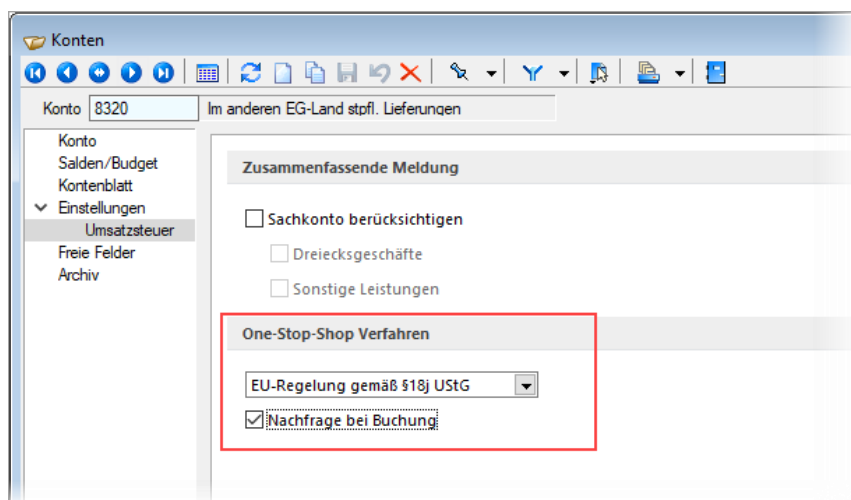 Konten
Konto 8320 Im anderen EG-Land stpfl. Lieferungen
Konto
Salden/Budget
Kontenblatt
Einstellungen
Umsatzsteuer
Freie Felder
Archiv
Zusammenfassende Meldung
Sachkonto berücksichtigen
Dreiecksgeschäfte
Sonstige Leistungen
One-Stop-Shop Verfahren
EU-Regelung gemäß §18j UStG
Nachfrage bei Buchung